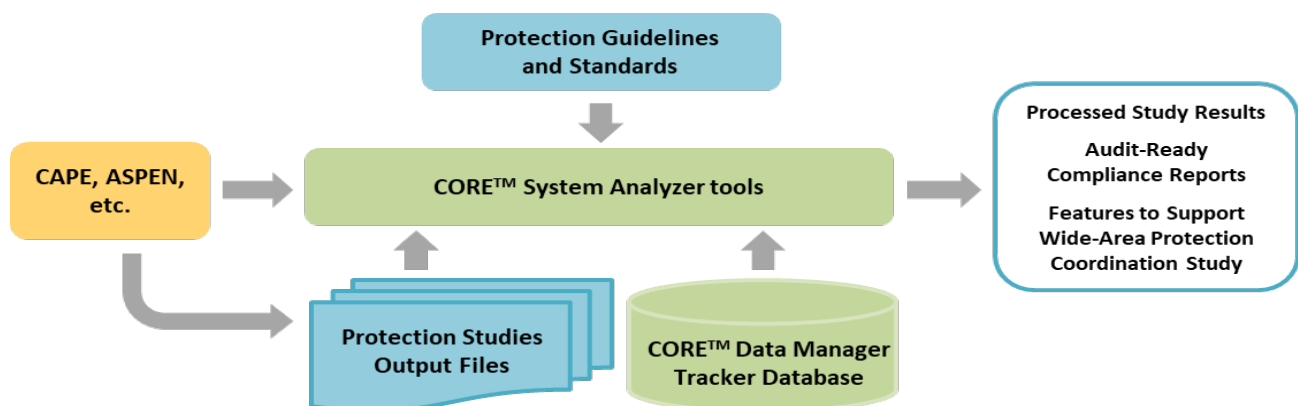 Protection Guidelines
and Standards
CAPE, ASPEN,
etc.
CORE™ System Analyzer tools
Processed Study Results
Audit-Ready
Compliance Reports
Features to Support
Wide-Area Protection
Coordination Study
Protection Studies
Output Files
CORE™ Data Manager
Tracker Database